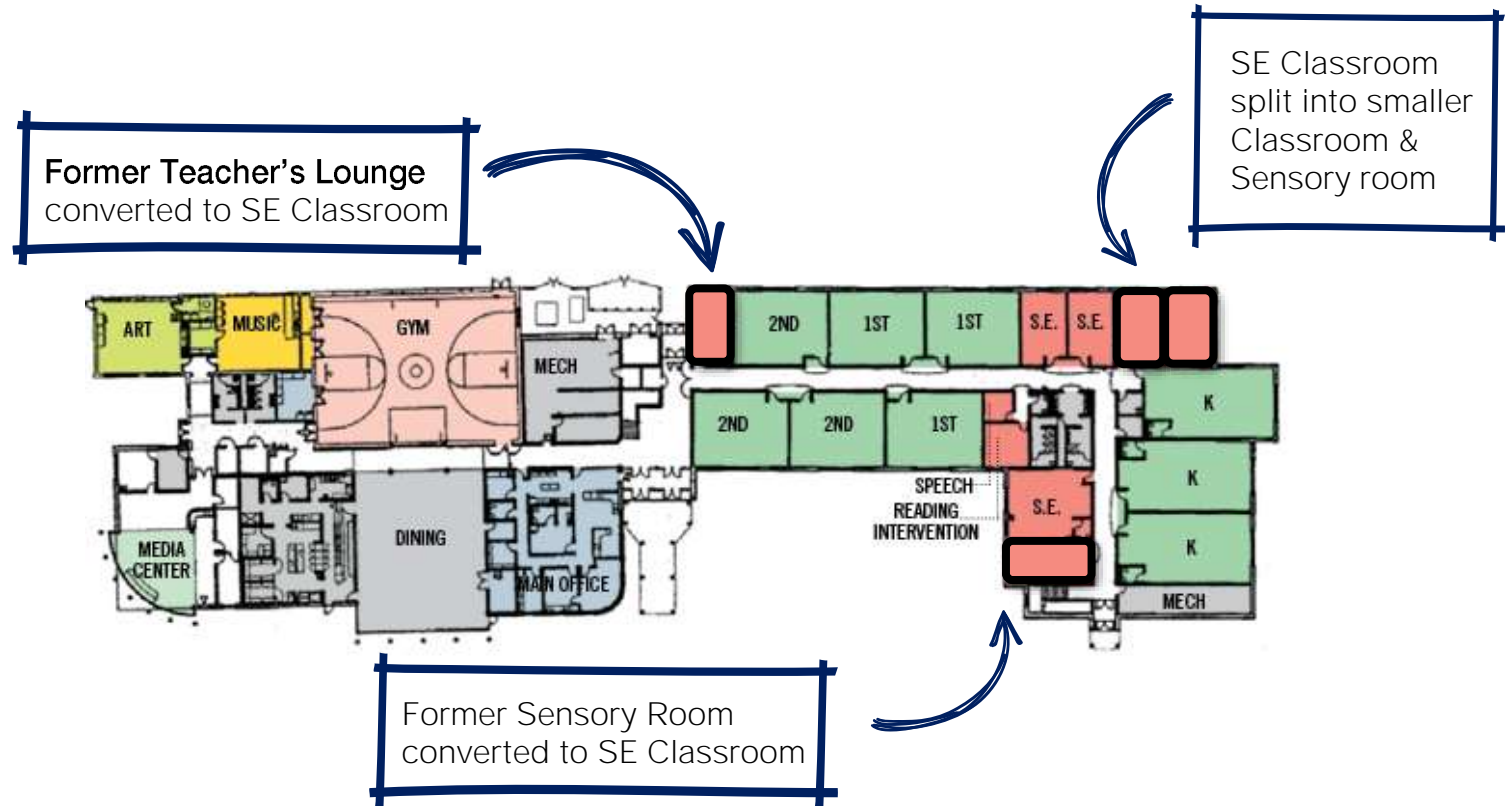 SE Classroom
split into smaller
Classroom &
Sensory room
Former Teacher’s Lounge
converted to SE Classroom
ART
MUSIC
GYM
MECH
2ND
1ST
1ST
S.E.
S.E.
K
2ND
2ND
1ST
K
SPEECH
READING
INTERVENTION
S.E.
DINING
MEDIA
CENTER
MAIN OFFICE
K
MECH
Former Sensory Room
converted to SE Classroom